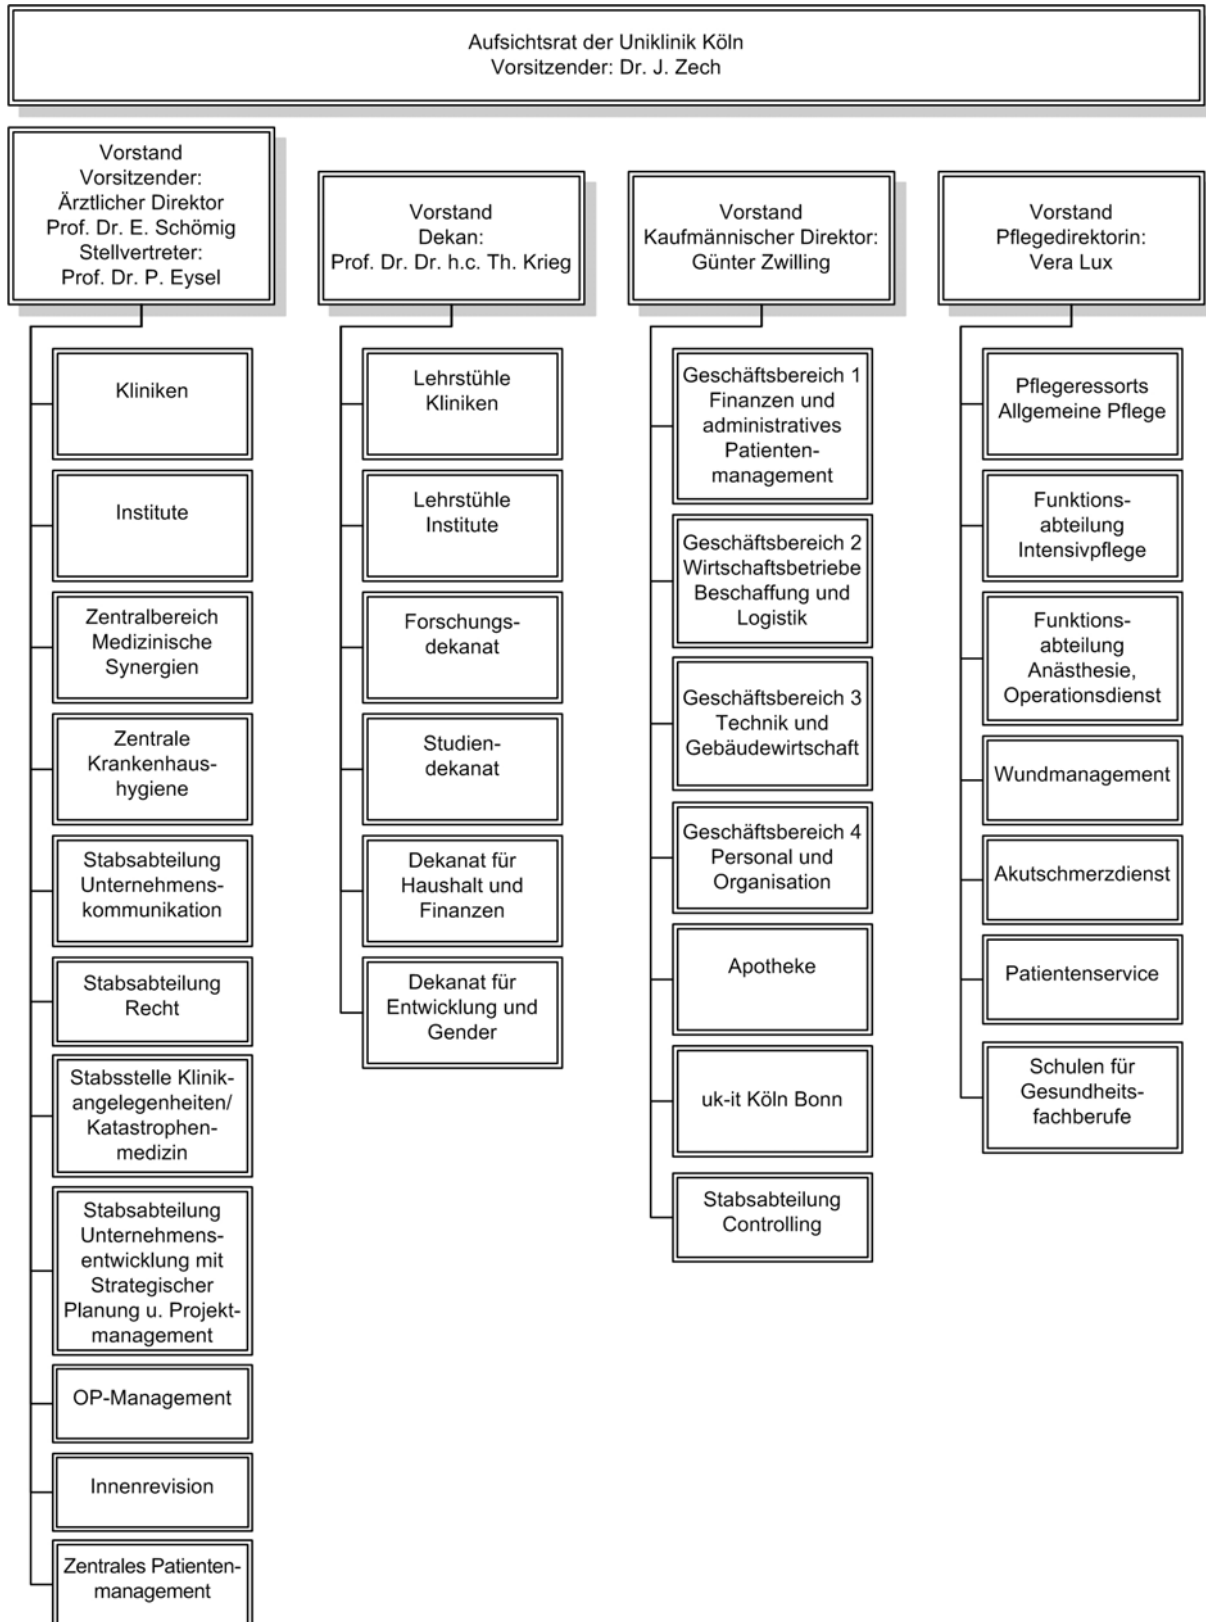 Aufsichtsrat der Uniklinik Köln
Vorsitzender: Dr. J. Zech
Vorstand
Vorsitzender:
Ärztlicher Direktor
Prof. Dr. E. Schömig
Stellvertreter:
Prof. Dr. P. Eysel
Kliniken
Institute
Zentralbereich
Medizinische
Synergien
Zentrale
Krankenhaus-
hygiene
Stabsabteilung
Unternehmens-
kommunikation
Stabsabteilung
Recht
Stabsstelle Klinik-
angelegenheiten/
Katastrophen-
medizin
Stabsabteilung
Unternehmens-
entwicklung mit
Strategischer
Planung u. Projekt-
management
OP-Management
Innenrevision
Zentrales Patienten-
management
Vorstand
Dekan:
Prof. Dr. Dr. h.c. Th. Krieg
Lehrstühle
Kliniken
Lehrstühle
Institute
Forschungs-
dekanat
Studien-
dekanat
Dekanat für
Haushalt und
Finanzen
Dekanat für
Entwicklung und
Gender
Vorstand
Kaufmännischer Direktor:
Günter Zwilling
Geschäftsbereich 1
Finanzen und
administratives
Patienten-
management
Geschäftsbereich 2
Wirtschaftsbetriebe
Beschaffung und
Logistik
Geschäftsbereich 3
Technik und
Gebäudewirtschaft
Geschäftsbereich 4
Personal und
Organisation
Apotheke
uk-it Köln Bonn
Stabsabteilung
Controlling
Vorstand
Pflegedirektorin:
Vera Lux
Pflegeressorts
Allgemeine Pflege
Funktions-
abteilung
Intensivpflege
Funktions-
abteilung
Anästhesie,
Operationsdienst
Wundmanagement
Akutschmerzdienst
Patientenservice
Schulen für
Gesundheits-
fachberufe